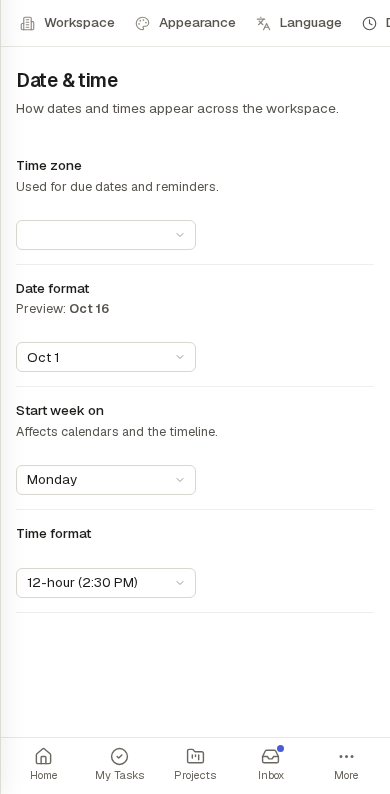 Workspace
Appearance
Language
Date & time
How dates and times appear across the workspace.
Time zone
Used for due dates and reminders.
Date format
Preview: Oct 16
Oct 1
Start week on
Affects calendars and the timeline.
Monday
Time format
12-hour (2:30 PM)
Home
My Tasks
Projects
Inbox
More